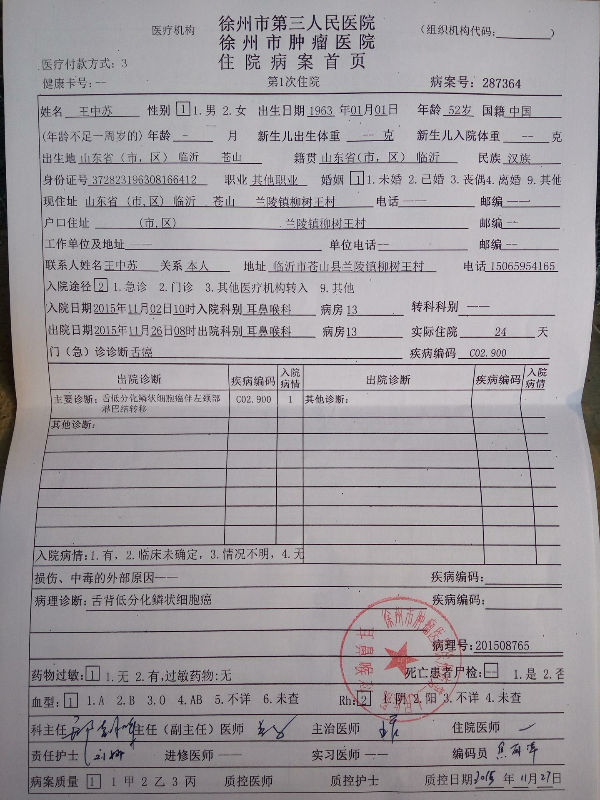 医疗机构 徐州市第三人民医院 (组织机构代码:
徐州市肿瘤医院
医疗付款方式: 3 住院病案首页
健康卡号: -- 第1次住院 病案号: 287364
姓名 王中苏 性别 1 1.男 2.女 出生日期 1963 年01月01日 年龄 52岁 国籍 中国
(年龄不足一周岁的)年龄 - 月 新生儿出生体重 -- 克 新生儿入院体重 -- 克
出生地 山东省 (市, 区) 临沂 苍山 籍贯 山东省(市, 区) 临沂 民族 汉族
身份证号 372823196308166412 职业 其他职业 婚姻 1 1.未婚 2.已婚 3.丧偶 4.离婚 9.其他
现住址 山东省 (市, 区) 临沂 苍山 兰陵镇柳树王村 电话 —— 邮编 ——
户口住址 (市,区) 兰陵镇柳树王村 邮编 --
工作单位及地址 —— 单位电话-- 邮编 --
联系人姓名王中苏 关系 本人 地址 临沂市苍山县兰陵镇柳树王村 电话 15065954165
入院途径 2 1.急诊 2.门诊 3.其他医疗机构转入 9.其他
入院日期2015年11月02日10时入院科别 耳鼻喉科 病房13 转科科别 ——
出院日期2015年11月26日08时出院科别 耳鼻喉科 病房13 实际住院 24 天
门(急)诊诊断舌癌 疾病编码 C02.900
出院诊断 疾病编码 入院病情 出院诊断 疾病编码 入院病情
主要诊断: 舌低分化鳞状细胞癌伴左颈部淋巴结转移 C02.900 1 其他诊断:
其他诊断:
入院病情: 1.有, 2.临床未确定, 3.情况不明, 4.无
损伤、中毒的外部原因—— 疾病编码:
病理诊断: 舌背低分化鳞状细胞癌 疾病编码:
病理号:201508765
药物过敏: 1 1.无 2.有,过敏药物:无 死亡患者尸检: -- 1.是 2.否
血型: 1 1.A 2.B 3.O 4.AB 5.不详 6.未查 Rh: 2 1.阴 2.阳 3.不详 4.未查
科主任 主任(副主任)医师 主治医师 住院医师
责任护士 进修医师 —— 实习医师 —— 编码员
病案质量 1 1 甲 2 乙 3 丙 质控医师 质控护士 质控日期 2015 年 11月 27日
徐州市肿瘤医院